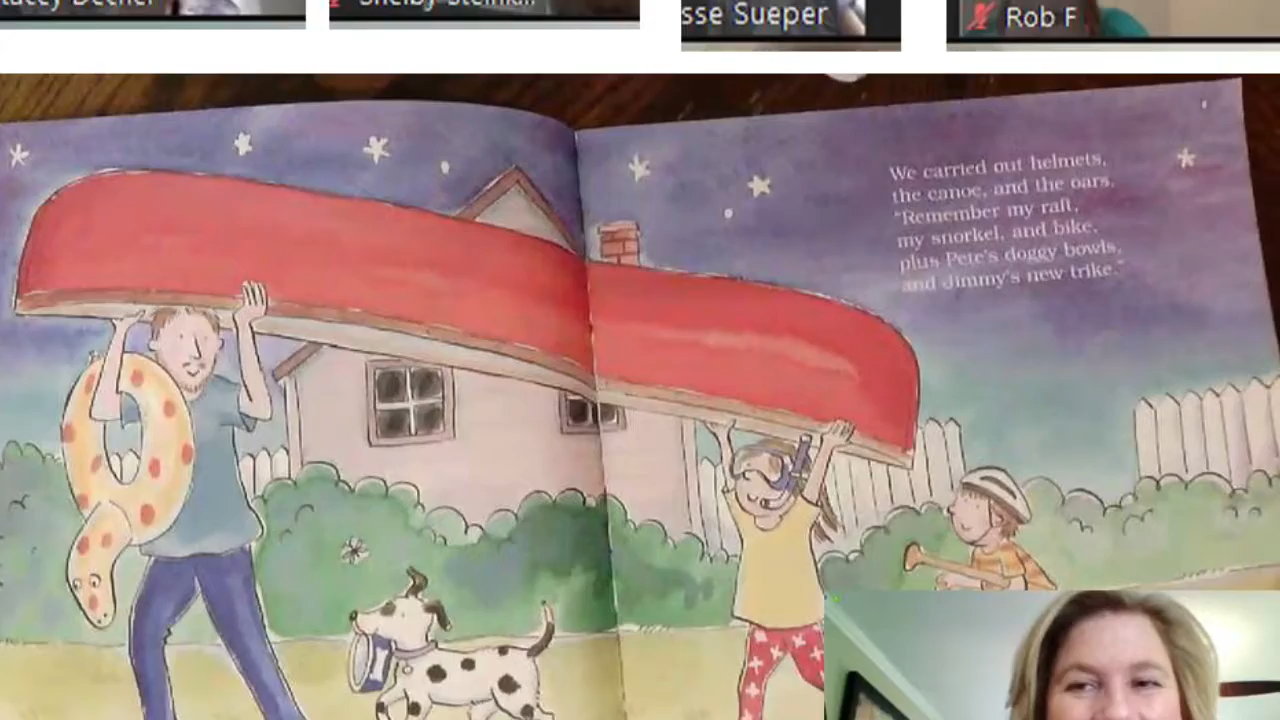 Shelby
sse Sueper
Rob F
We carried out helmets,
the canoe, and the oars.
"Remember my raft,
my snorkel, and bike,
plus Pete's doggy bowls,
and Jimmy's new trike."